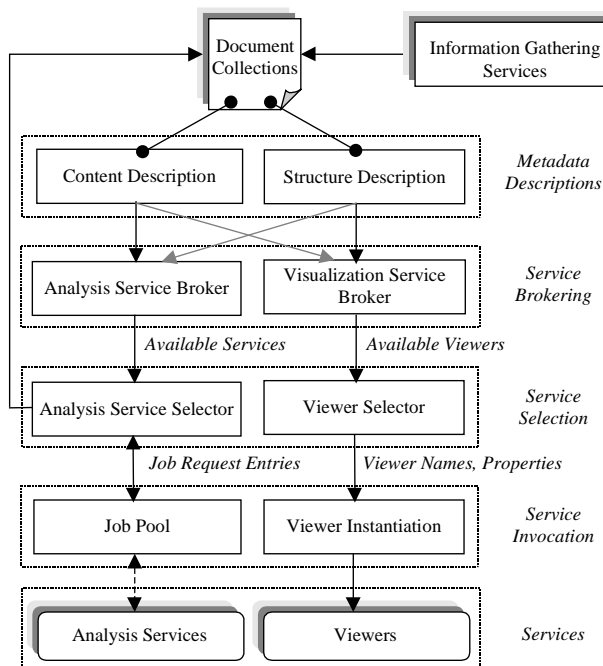 Document
Collections
Information Gathering
Services
Content Description
Structure Description
Metadata
Descriptions
Analysis Service Broker
Visualization Service
Broker
Service
Brokering
Available Services
Available Viewers
Analysis Service Selector
Viewer Selector
Service
Selection
Job Request Entries
Viewer Names, Properties
Job Pool
Viewer Instantiation
Service
Invocation
Analysis Services
Viewers
Services